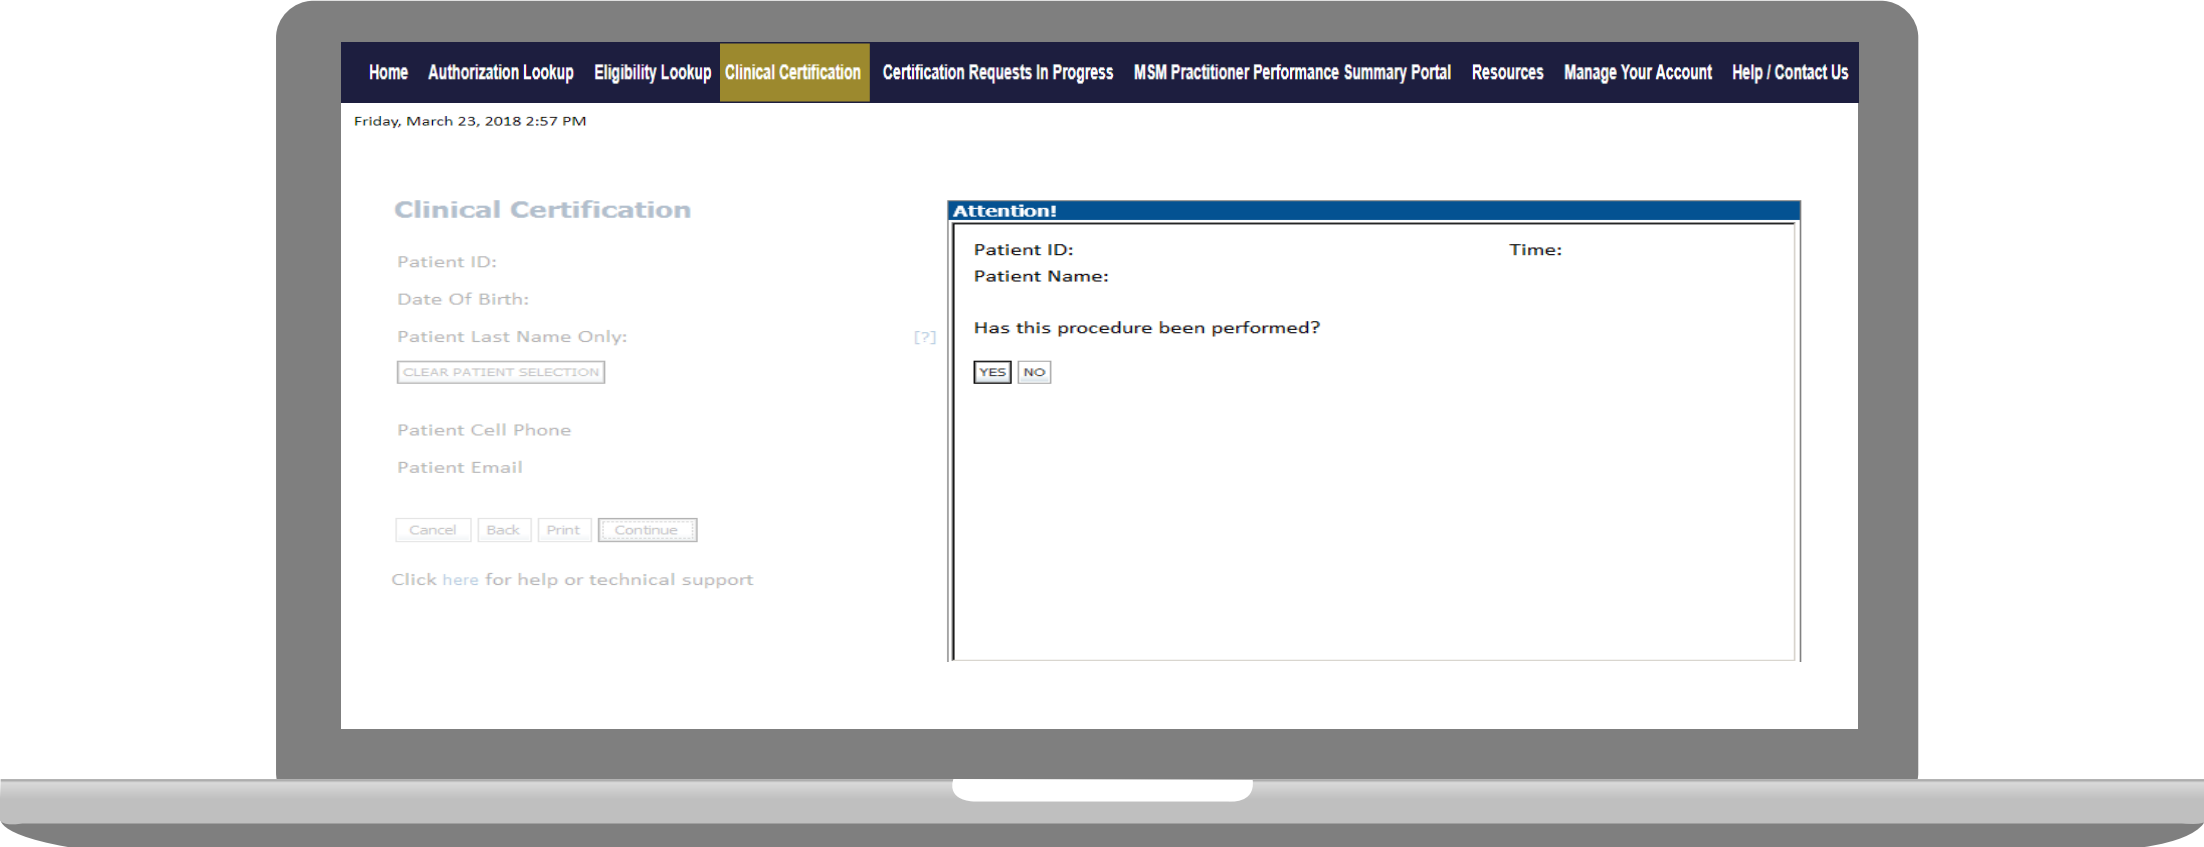 Home Authorization Lookup Eligibility Lookup Clinical Certification Certification Requests In Progress MSM Practitioner Performance Summary Portal Resources Manage Your Account Help / Contact Us
Friday, March 23, 2018 2:57 PM
Clinical Certification
Patient ID:
Date Of Birth:
Patient Last Name Only: [?]
CLEAR PATIENT SELECTION
Patient Cell Phone
Patient Email
Cancel Back Print Continue
Click here for help or technical support
Attention!
Patient ID: Time:
Patient Name:
Has this procedure been performed?
YES NO